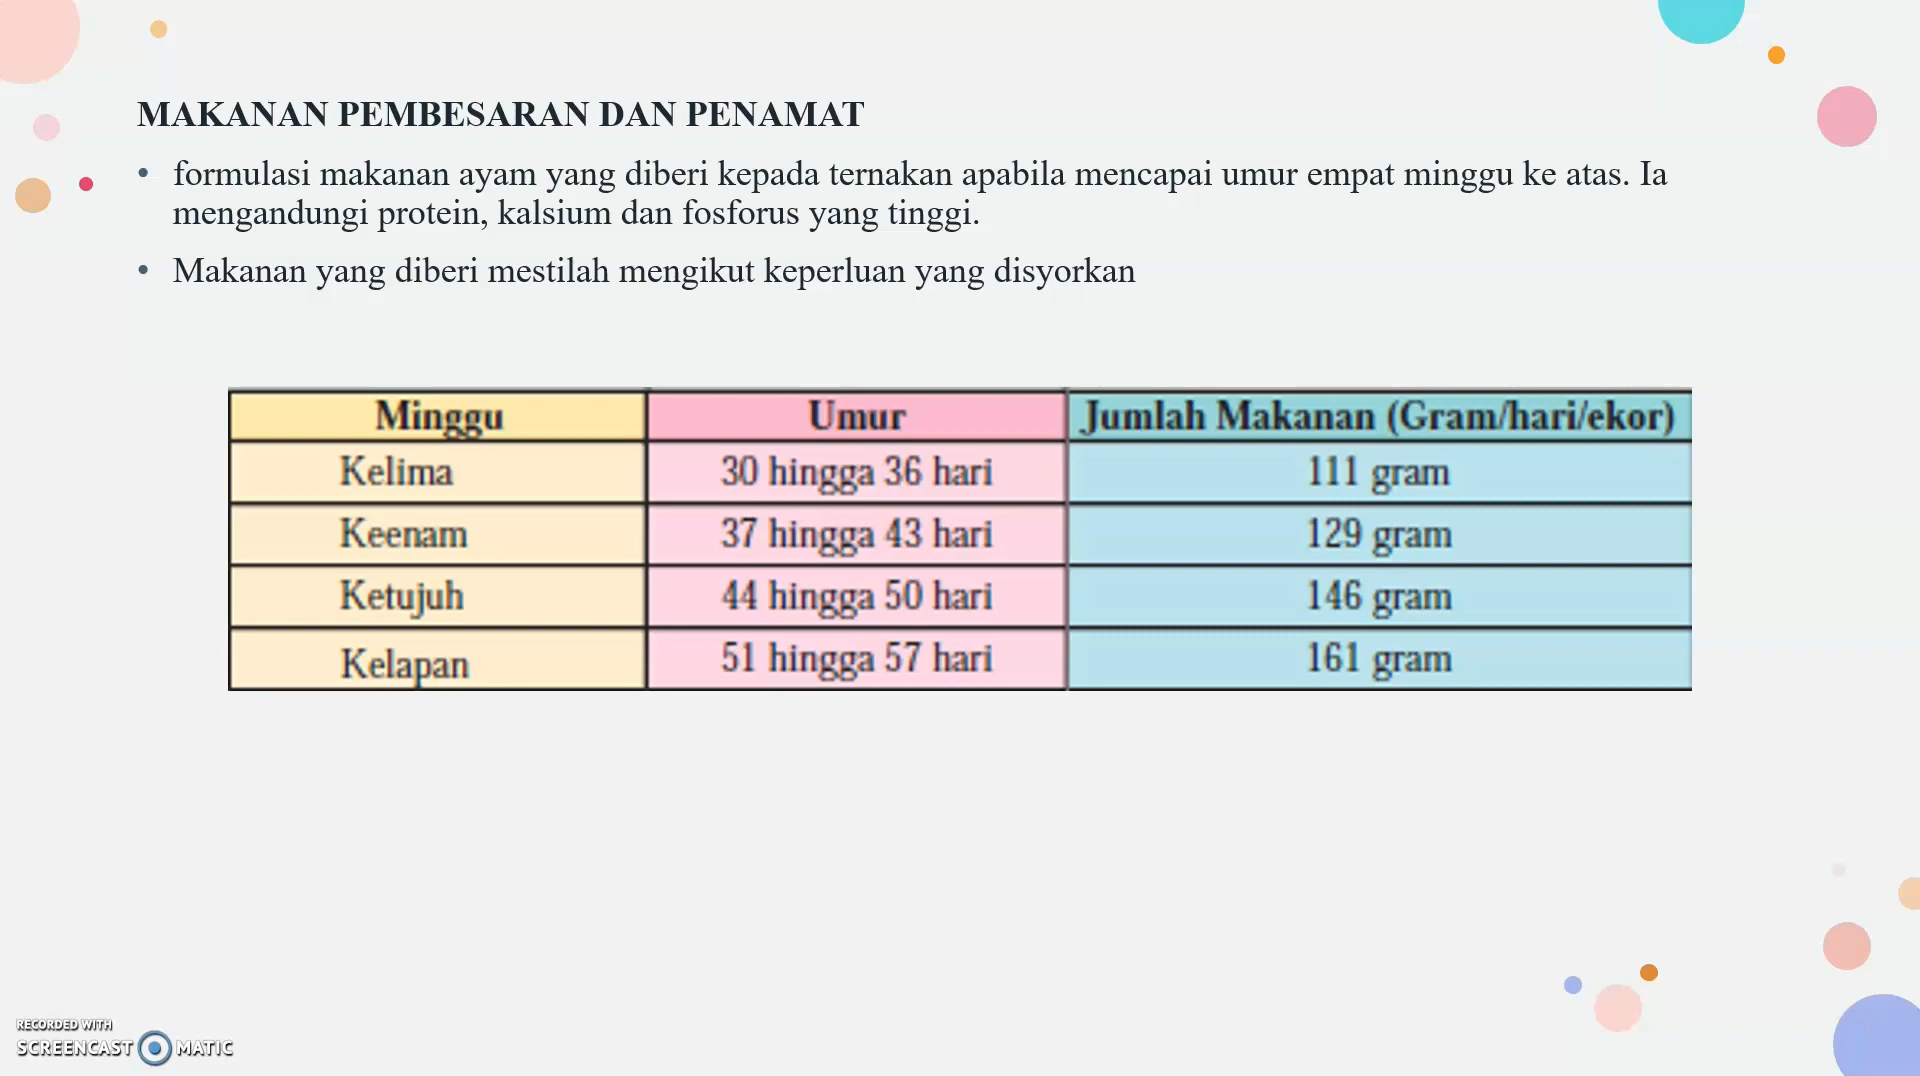 MAKANAN PEMBESARAN DAN PENAMAT
• formulasi makanan ayam yang diberi kepada ternakan apabila mencapai umur empat minggu ke atas. Ia
mengandungi protein, kalsium dan fosforus yang tinggi.
• Makanan yang diberi mestilah mengikut keperluan yang disyorkan
Minggu Umur Jumlah Makanan (Gram/hari/ekor)
Kelima 30 hingga 36 hari 111 gram
Keenam 37 hingga 43 hari 129 gram
Ketujuh 44 hingga 50 hari 146 gram
Kelapan 51 hingga 57 hari 161 gram
RECORDED WITH
SCREENCAST MATIC